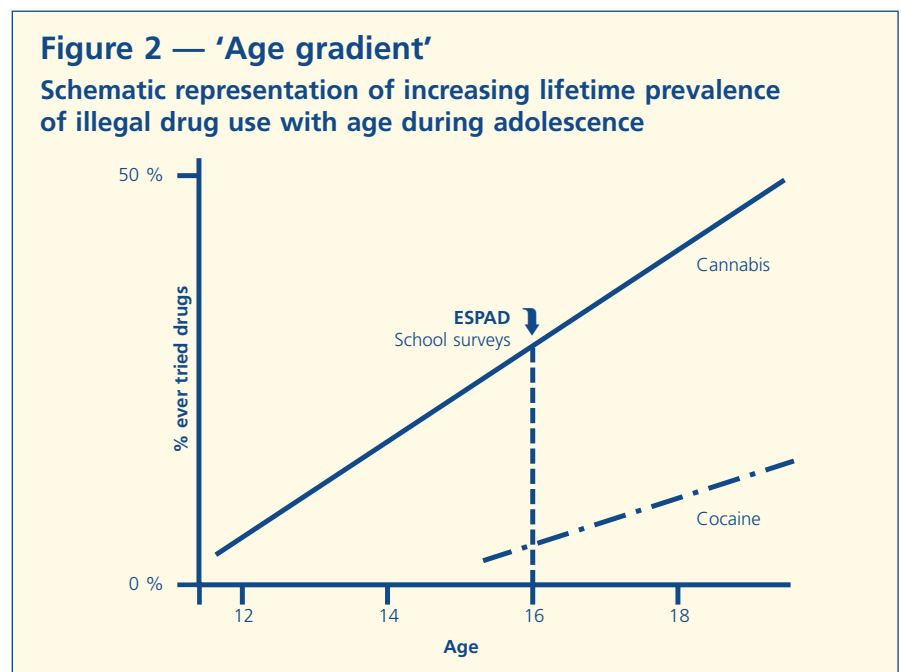 Figure 2 — ‘Age gradient’
Schematic representation of increasing lifetime prevalence
of illegal drug use with age during adolescence
50 %
Cannabis
ESPAD
School surveys
% ever tried drugs
Cocaine
0 %
12 14 16 18
Age